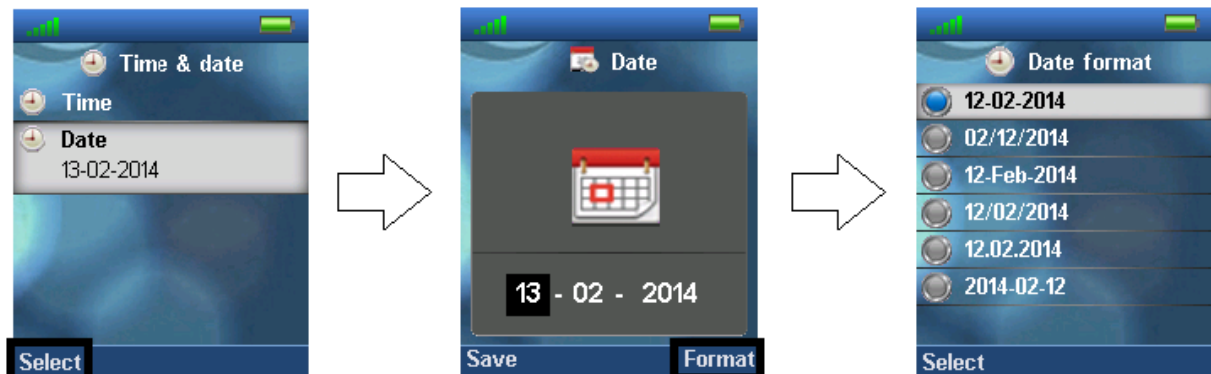 Time & date
Time
Date
13-02-2014
Select
Date
13 - 02 - 2014
Save Format
Date format
12-02-2014
02/12/2014
12-Feb-2014
12/02/2014
12.02.2014
2014-02-12
Select